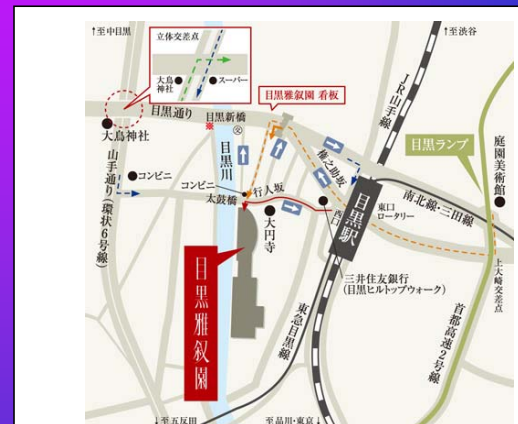 ↑至中目黒
立体交差点
大鳥
神社
スーパー
↑至渋谷
目黒雅叙園 看板
目黒通り
目黒新橋
※
交
大鳥神社
目黒川
JR山手線
目黒ランプ
庭園美術館
山手通り(環状6号線)
コンビニ
コンビニ
太鼓橋
行人坂
権之助坂
大円寺
西口
目黒駅
東口
ロータリー
南北線・三田線
上大崎交差点
三井住友銀行
(目黒ヒルトップウォーク)
目黒雅叙園
東急目黒線
首都高速2号線
↓至五反田
↓至品川・東京